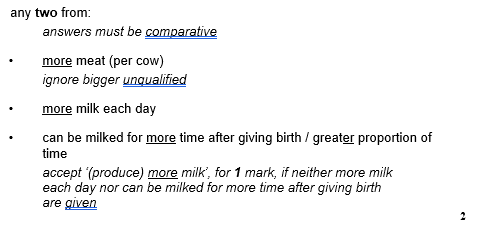 any two from:
answers must be comparative
• more meat (per cow)
ignore bigger unqualified
• more milk each day
• can be milked for more time after giving birth / greater proportion of
time
accept '(produce) more milk', for 1 mark, if neither more milk
each day nor can be milked for more time after giving birth
are given
2